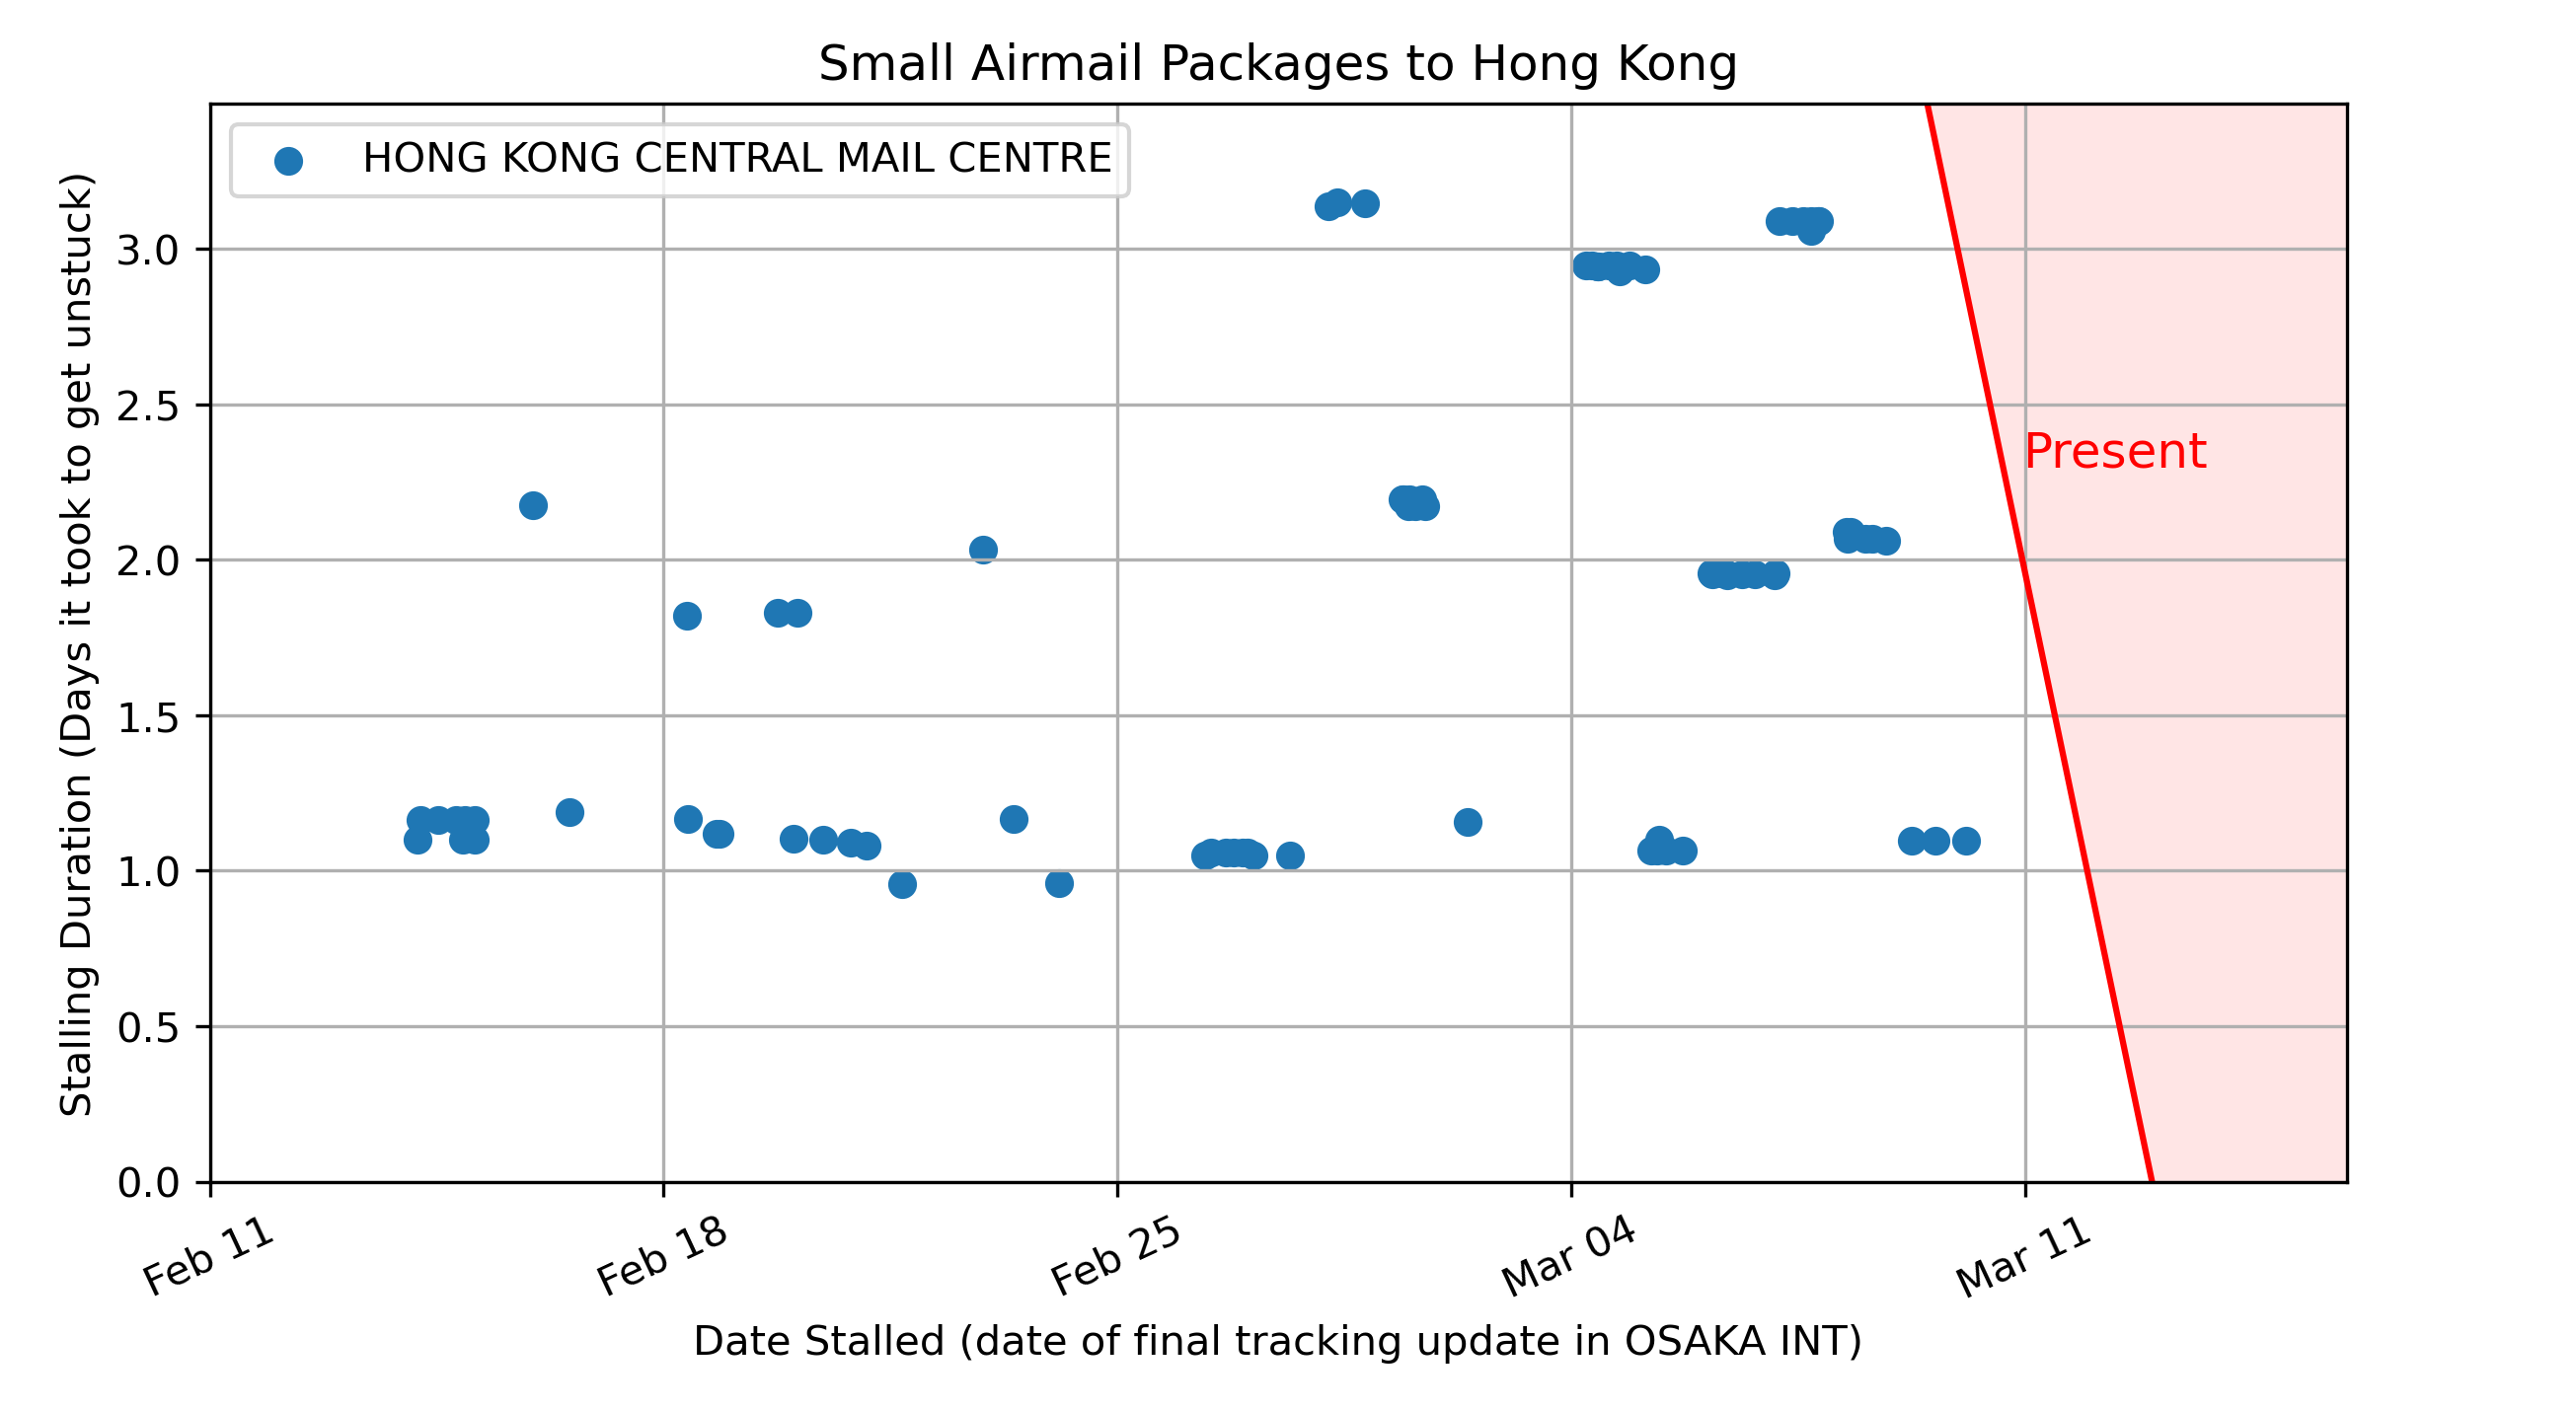 Small Airmail Packages to Hong Kong
HONG KONG CENTRAL MAIL CENTRE
Stalling Duration (Days it took to get unstuck)
3.0
2.5
2.0
1.5
1.0
0.5
0.0
Present
Feb 11
Feb 18
Feb 25
Mar 04
Mar 11
Date Stalled (date of final tracking update in OSAKA INT)